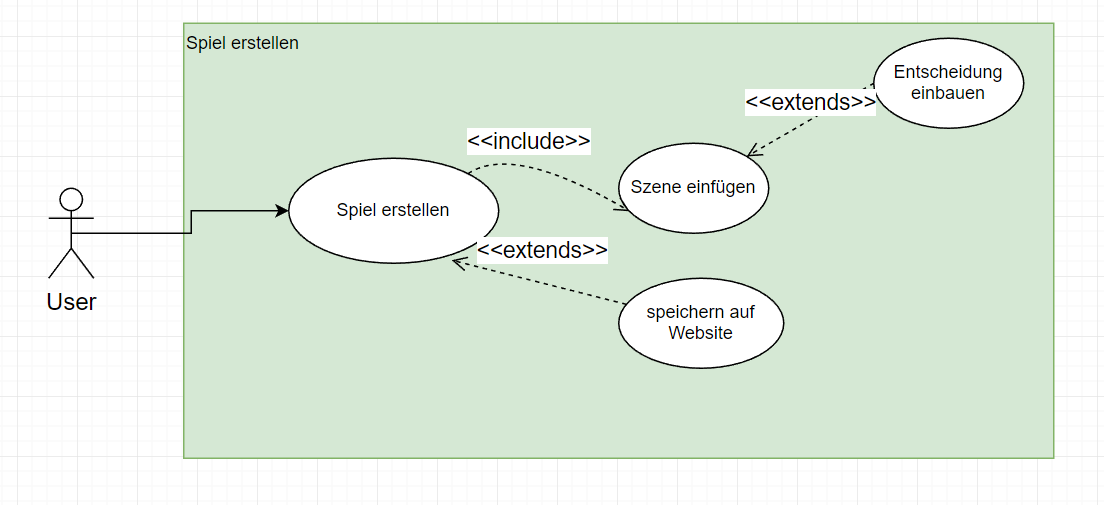 Spiel erstellen
Entscheidung
einbauen
<<extends>>
<<include>>
Szene einfügen
Spiel erstellen
<<extends>>
User
speichern auf
Website